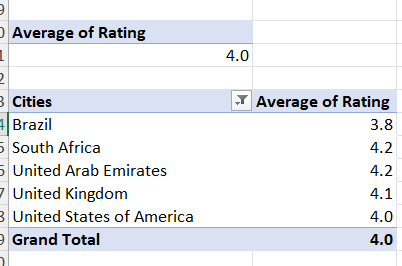 Average of Rating
4.0
Cities Average of Rating
Brazil 3.8
South Africa 4.2
United Arab Emirates 4.2
United Kingdom 4.1
United States of America 4.0
Grand Total 4.0